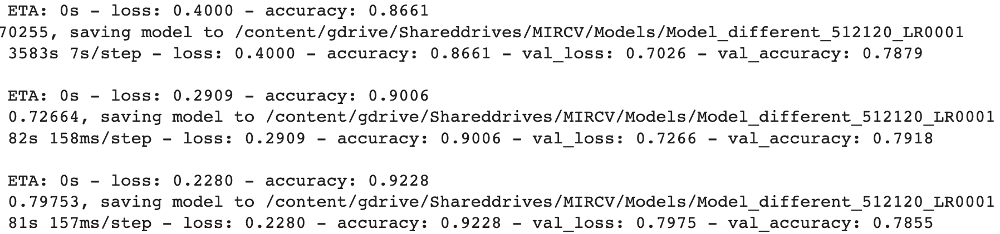 ETA: 0s - loss: 0.4000 - accuracy: 0.8661
70255, saving model to /content/gdrive/Shareddrives/MIRCV/Models/Model_different_512120_LR0001
3583s 7s/step - loss: 0.4000 - accuracy: 0.8661 - val_loss: 0.7026 - val_accuracy: 0.7879
ETA: 0s - loss: 0.2909 - accuracy: 0.9006
0.72664, saving model to /content/gdrive/Shareddrives/MIRCV/Models/Model_different_512120_LR0001
82s 158ms/step - loss: 0.2909 - accuracy: 0.9006 - val_loss: 0.7266 - val_accuracy: 0.7918
ETA: 0s - loss: 0.2280 - accuracy: 0.9228
0.79753, saving model to /content/gdrive/Shareddrives/MIRCV/Models/Model_different_512120_LR0001
81s 157ms/step - loss: 0.2280 - accuracy: 0.9228 - val_loss: 0.7975 - val_accuracy: 0.7855